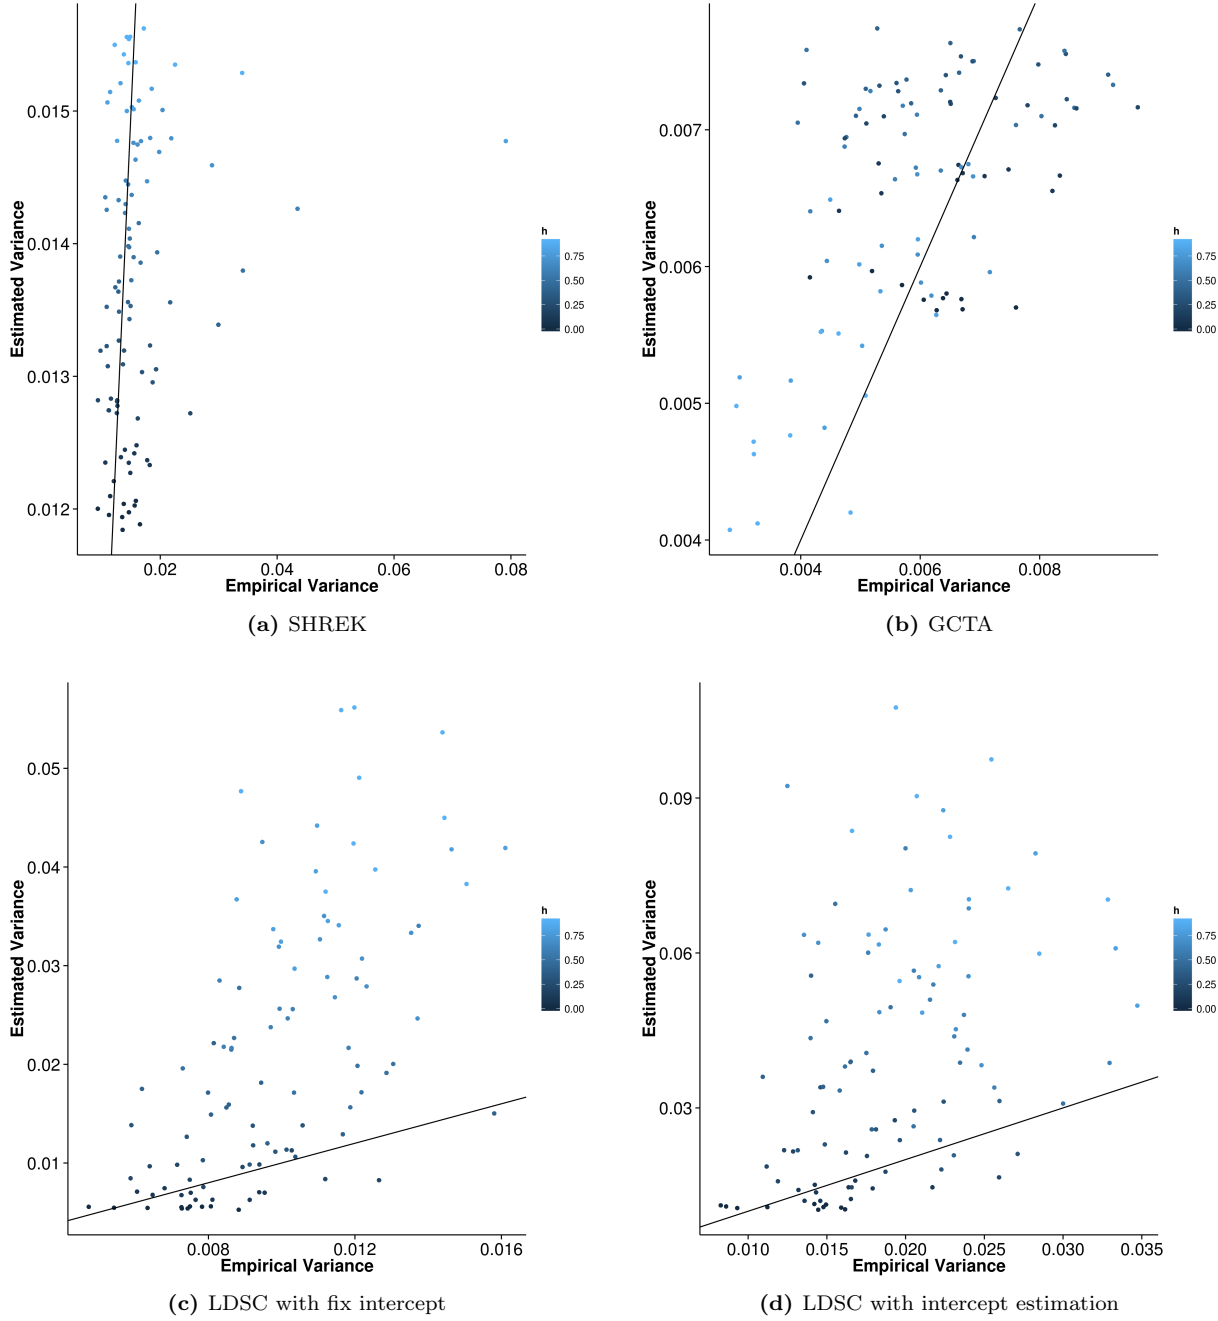 0.015
0.014
0.013
0.012
Estimated Variance
0.02 0.04 0.06 0.08
Empirical Variance
h
0.75
0.50
0.25
0.00
(a) SHREK
0.007
0.006
0.005
0.004
Estimated Variance
0.004 0.006 0.008
Empirical Variance
h
0.75
0.50
0.25
0.00
(b) GCTA
0.05
0.04
0.03
0.02
0.01
Estimated Variance
0.008 0.012 0.016
Empirical Variance
h
0.75
0.50
0.25
0.00
(c) LDSC with fix intercept
0.09
0.06
0.03
Estimated Variance
0.010 0.015 0.020 0.025 0.030 0.035
Empirical Variance
h
0.75
0.50
0.25
0.00
(d) LDSC with intercept estimation